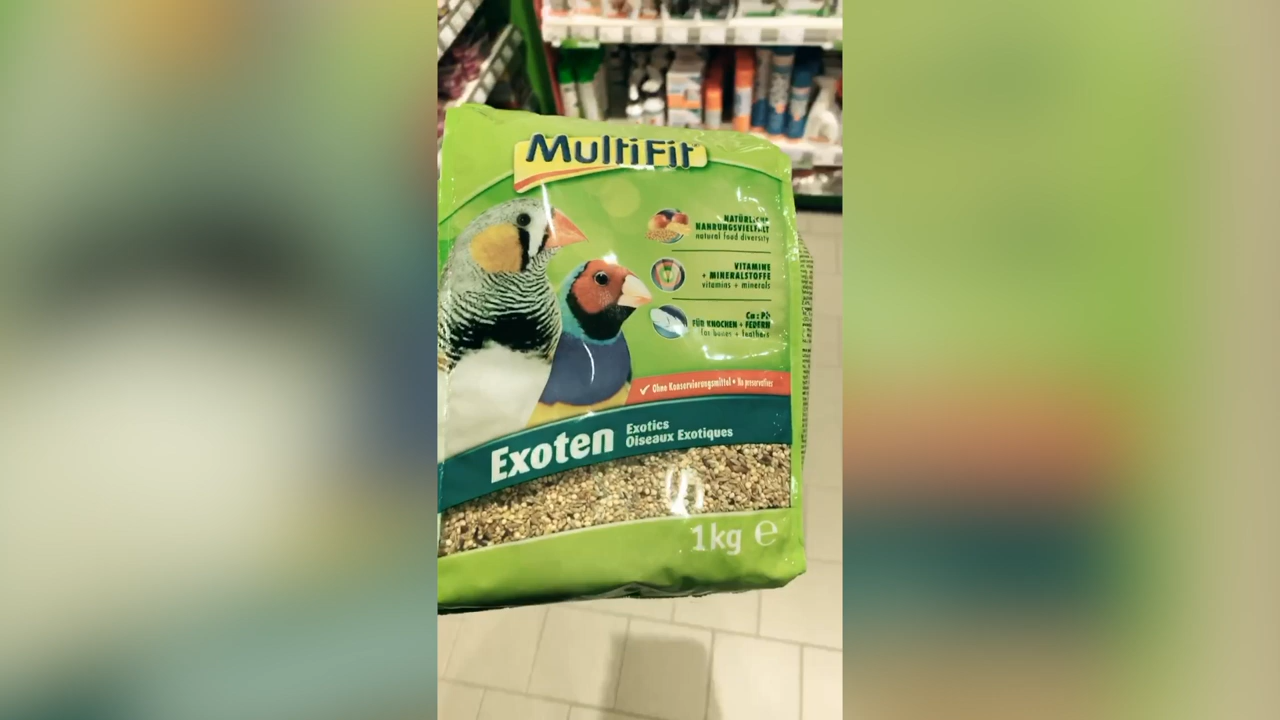 MultiFit
NATÜRLICHE
NAHRUNGSVIELFALT
natural food diversity
VITAMINE
+ MINERALSTOFFE
vitamins + minerals
FÜR KNOCHEN + FEDERN
for bones + feathers
Ohne Konservierungsmittel • No preservatives
Exoten
Exotics
Oiseaux Exotiques
1kg e